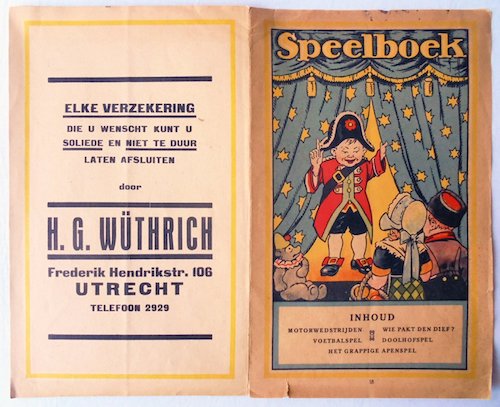 ELKE VERZEKERING
DIE U WENSCHT KUNT U
SOLIEDE EN NIET TE DUUR
LATEN AFSLUITEN
door
H. G. WÜTHRICH
Frederik Hendrikstr. 106
UTRECHT
TELEFOON 2929
Speelboek
INHOUD
MOTORWEDSTRIJDEN WIE PAKT DEN DIEF?
VOETBALSPEL DOOLHOFSPEL
HET GRAPPIGE APENSPEL